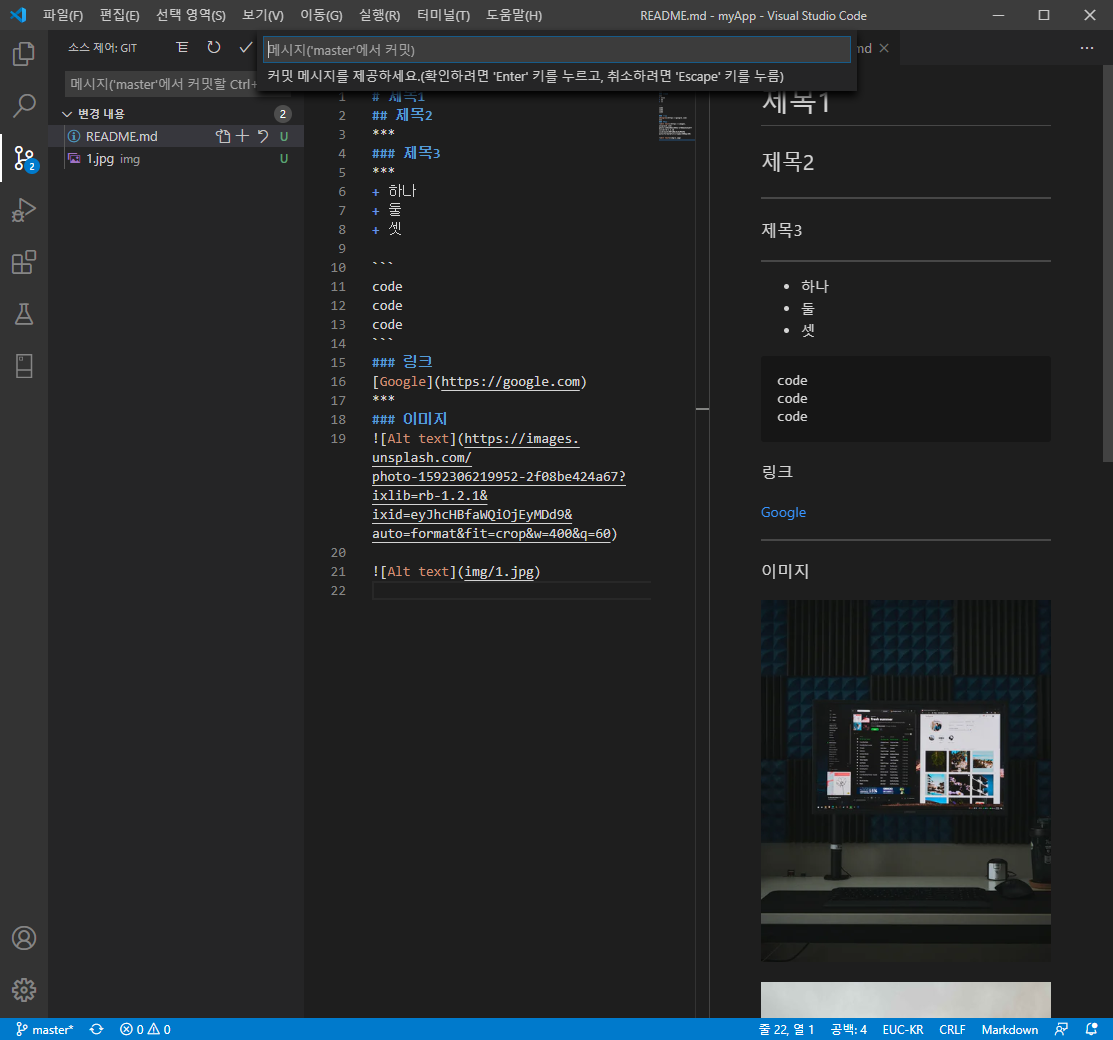 파일(F) 편집(E) 선택 영역(S) 보기(V) 이동(G) 실행(R) 터미널(T) 도움말(H) README.md - myApp - Visual Studio Code
소스 제어: GIT
메시지('master'에서 커밋)
md
커밋 메시지를 제공하세요.(확인하려면 'Enter' 키를 누르고, 취소하려면 'Escape' 키를 누름)
메시지('master'에서 커밋할 Ctrl+
변경 내용 2
README.md U
1.jpg img U
2
1 # 제목1
2 ## 제목2
3 ***
4 ### 제목3
5 ***
6 + 하나
7 + 둘
8 + 셋
9
10 ```
11 code
12 code
13 code
14 ```
15 ### 링크
16 [Google](https://google.com)
17 ***
18 ### 이미지
19 ![Alt text](https://images.
unsplash.com/
photo-1592306219952-2f08be424a67?
ixlib=rb-1.2.1&
ixid=eyJhcHBfaWQiOjEyMDd9&
auto=format&fit=crop&w=400&q=60)
20
21 ![Alt text](img/1.jpg)
22
제목1
제목2
제목3
• 하나
• 둘
• 셋
code
code
code
링크
Google
이미지
master* 0 0 줄 22, 열 1 공백: 4 EUC-KR CRLF Markdown